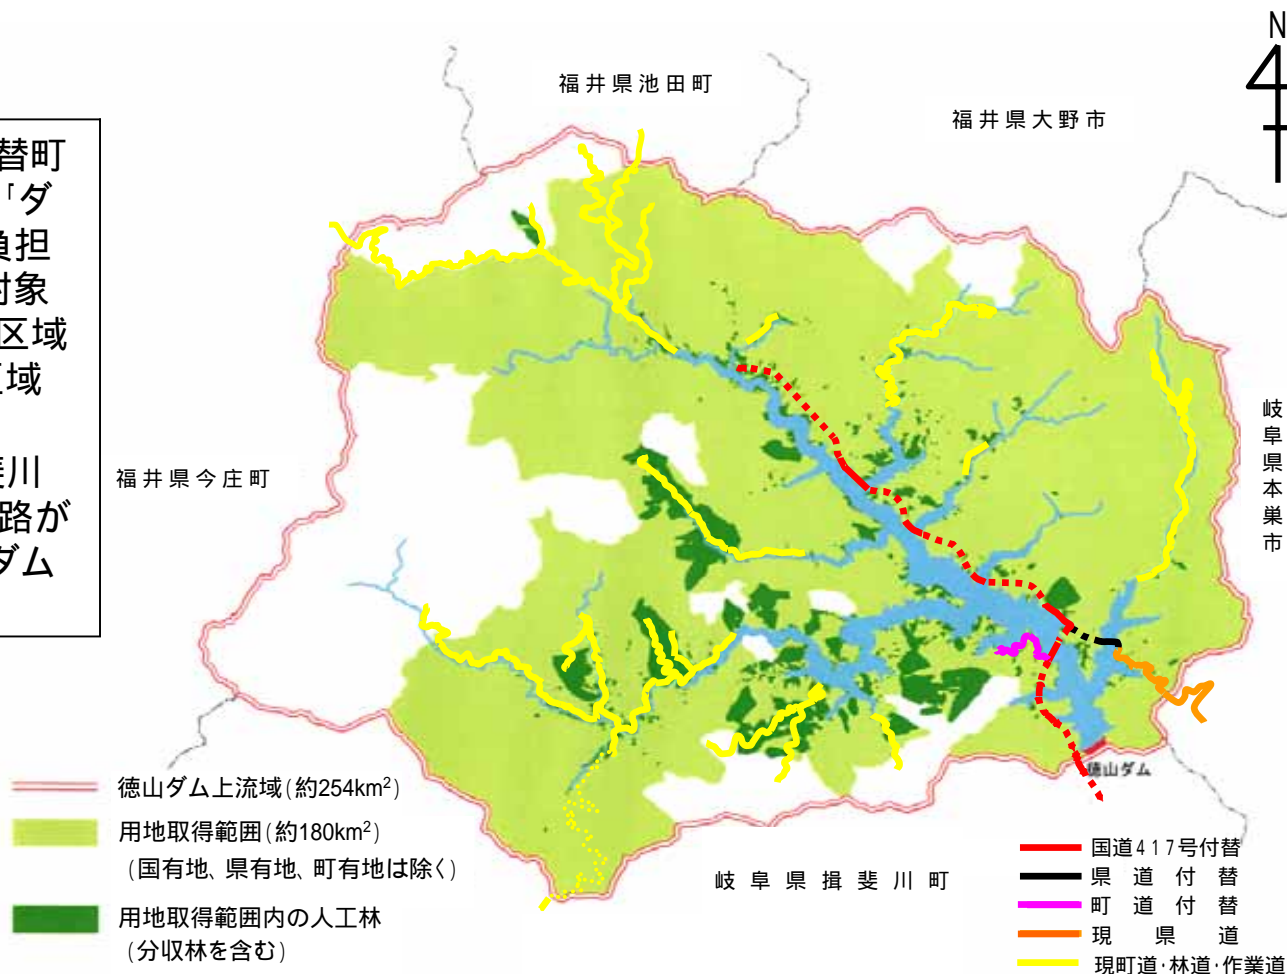 N
福井県池田町
福井県大野市
替町
「ダ
負担
対象
区域
区域
斐川
路が
ダム
福井県今庄町
岐阜県本巣市
徳山ダム
岐阜県揖斐川町
徳山ダム上流域(約254km²)
用地取得範囲(約180km²)
(国有地、県有地、町有地は除く)
用地取得範囲内の人工林
(分収林を含む)
国道417号付替
県道付替
町道付替
現県道
現町道・林道・作業道